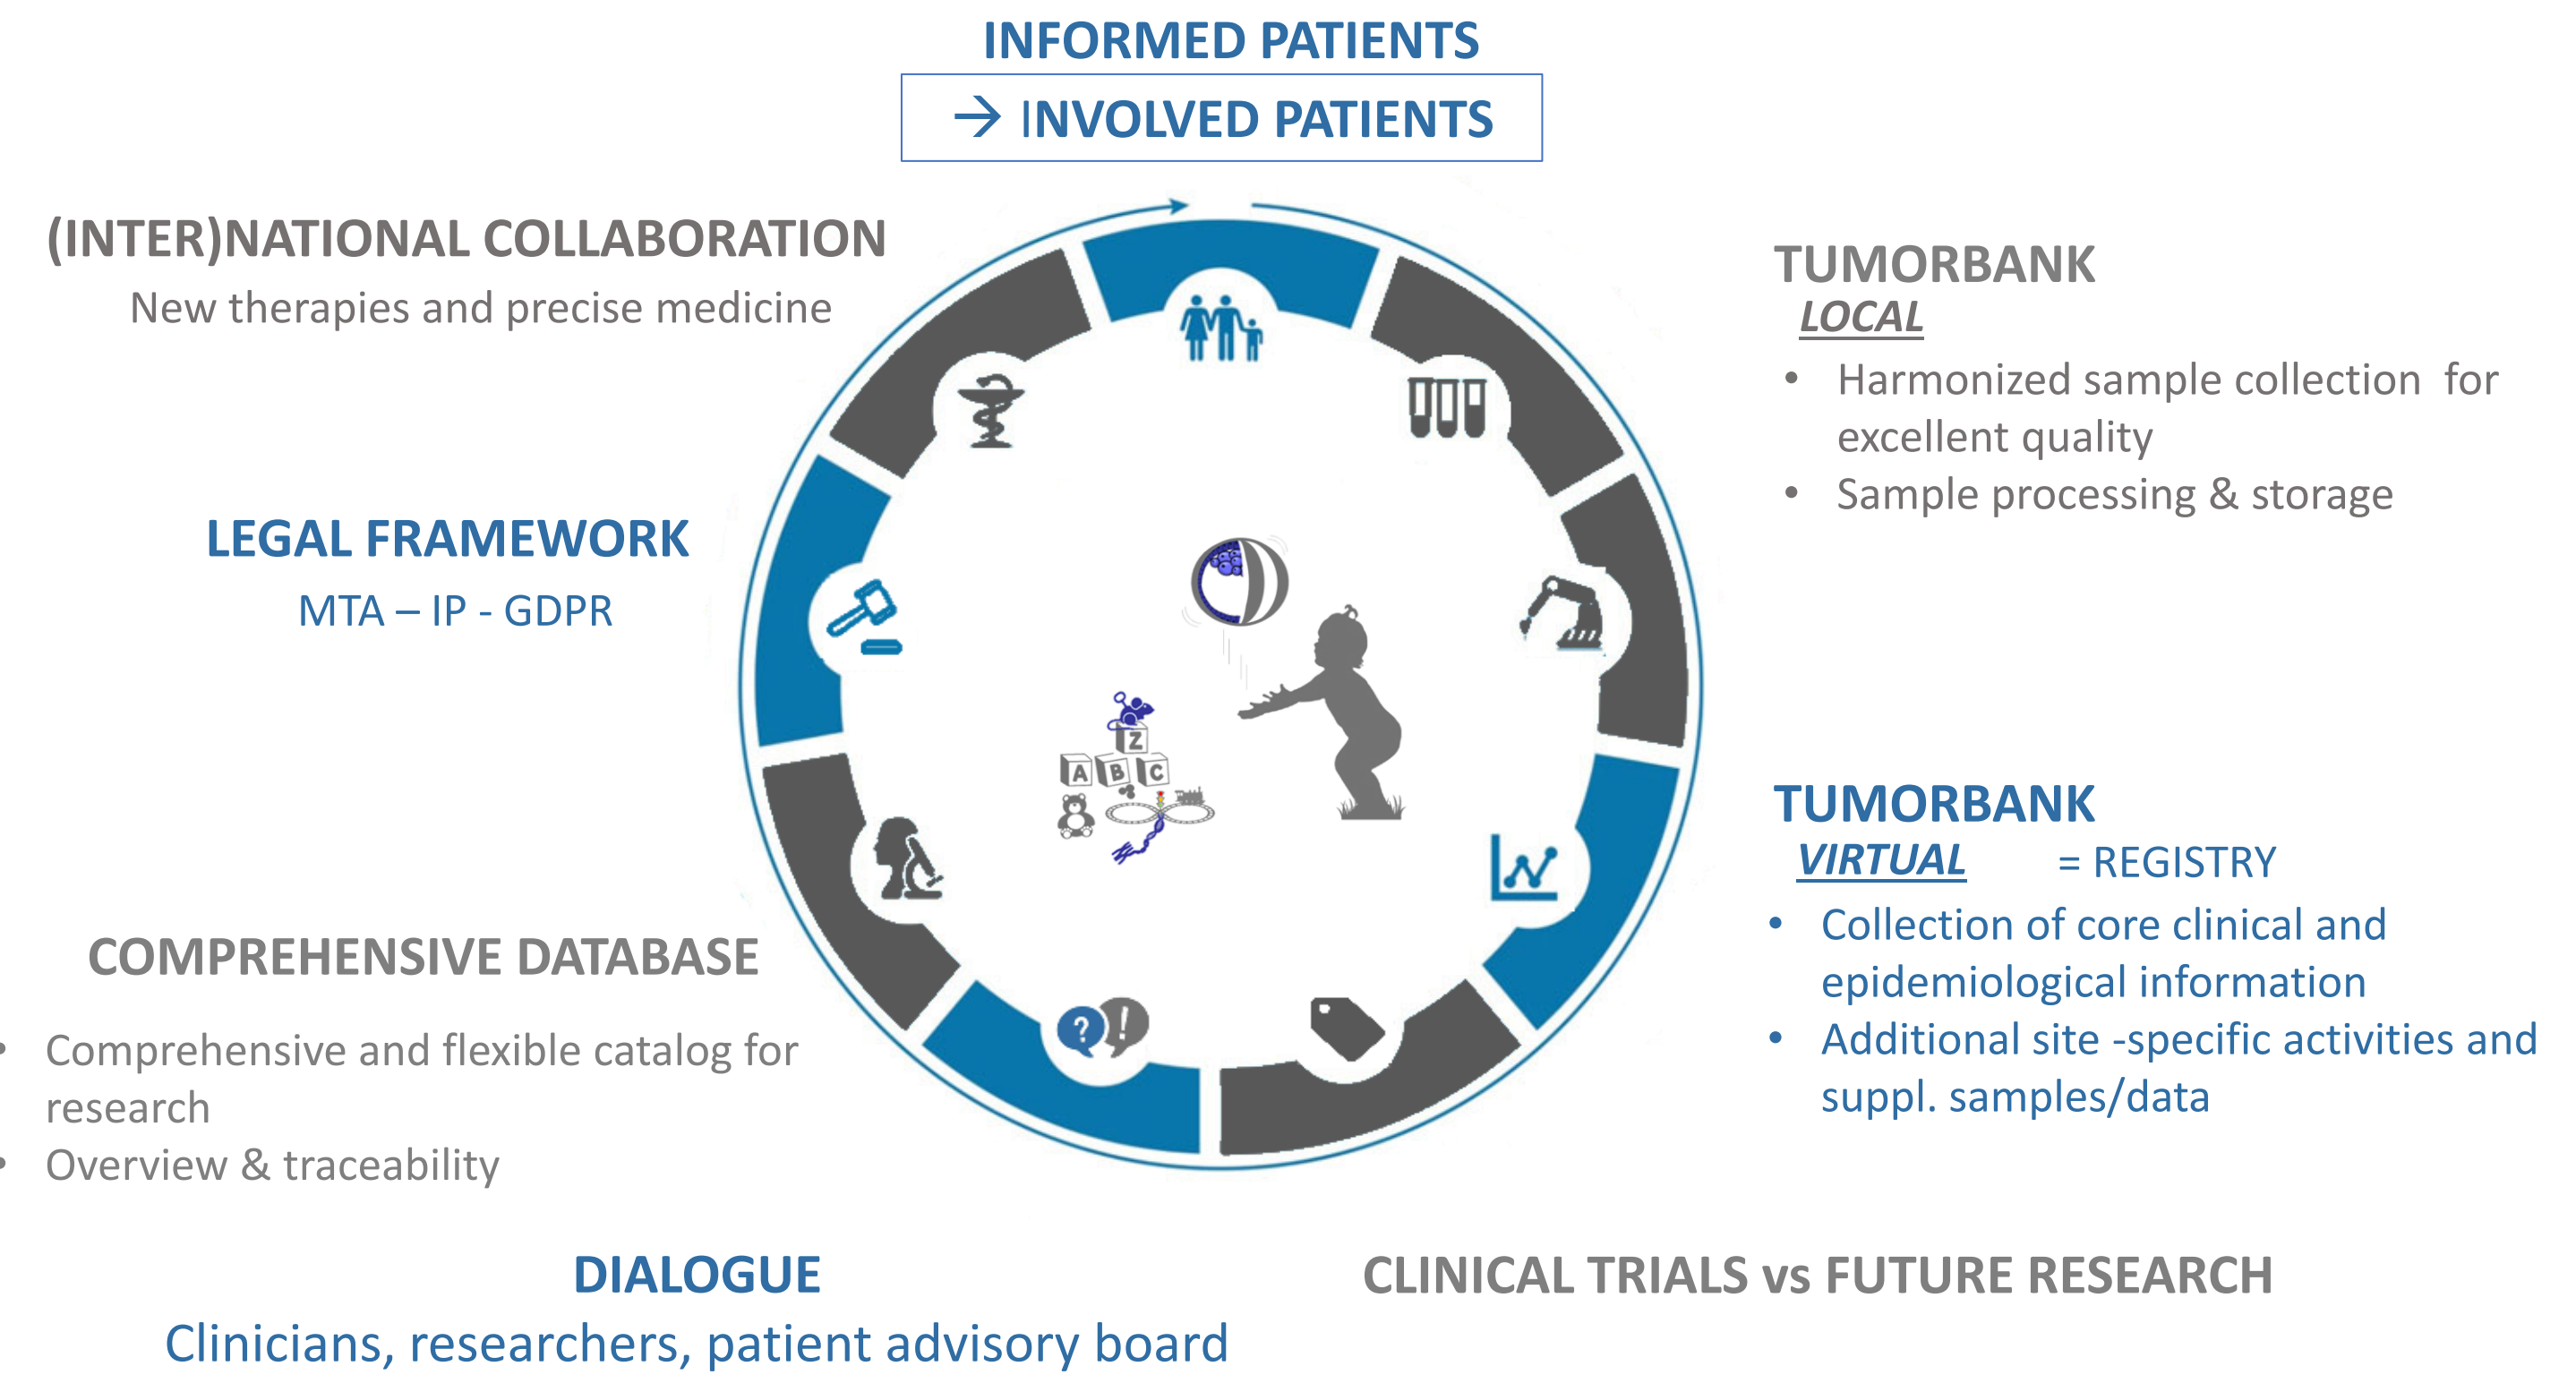 INFORMED PATIENTS
→ INVOLVED PATIENTS
(INTER)NATIONAL COLLABORATION
New therapies and precise medicine
TUMORBANK
LOCAL
• Harmonized sample collection for
excellent quality
• Sample processing & storage
LEGAL FRAMEWORK
MTA – IP - GDPR
Z
A B C
TUMORBANK
VIRTUAL = REGISTRY
• Collection of core clinical and
epidemiological information
• Additional site -specific activities and
suppl. samples/data
COMPREHENSIVE DATABASE
• Comprehensive and flexible catalog for
research
• Overview & traceability
? !
DIALOGUE
Clinicians, researchers, patient advisory board
CLINICAL TRIALS vs FUTURE RESEARCH